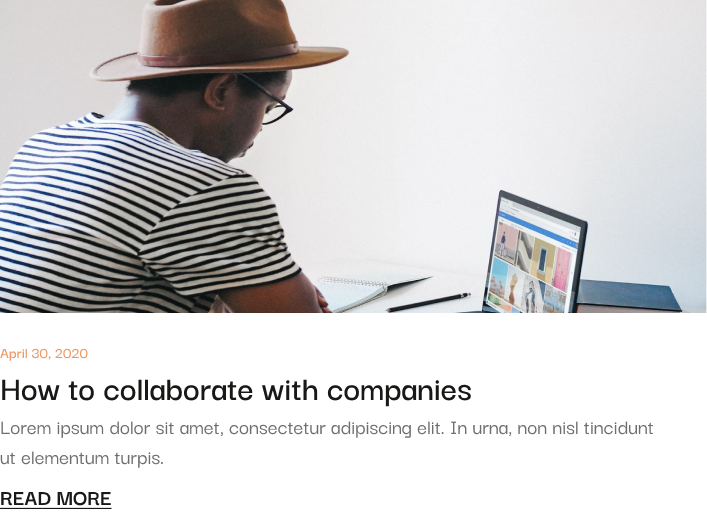 April 30, 2020
How to collaborate with companies
Lorem ipsum dolor sit amet, consectetur adipiscing elit. In urna, non nisl tincidunt
ut elementum turpis.
READ MORE